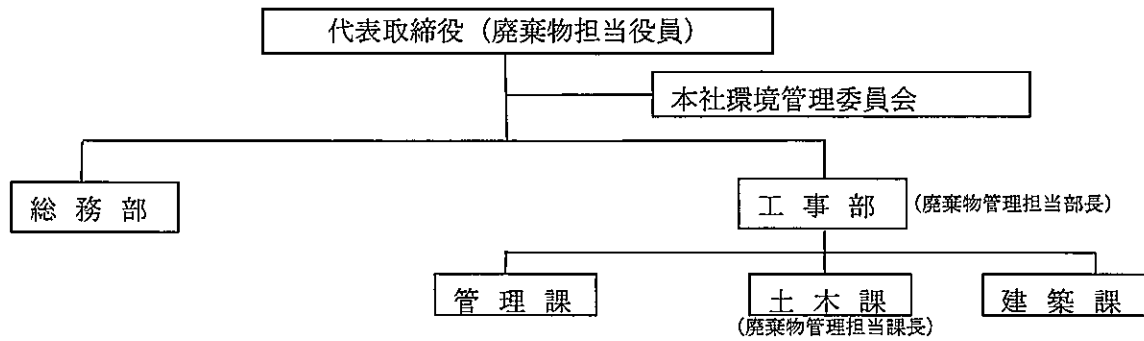 代表取締役（廃棄物担当役員）
本社環境管理委員会
総務部
工事部 (廃棄物管理担当部長)
管理課
土木課
建築課
(廃棄物管理担当課長)